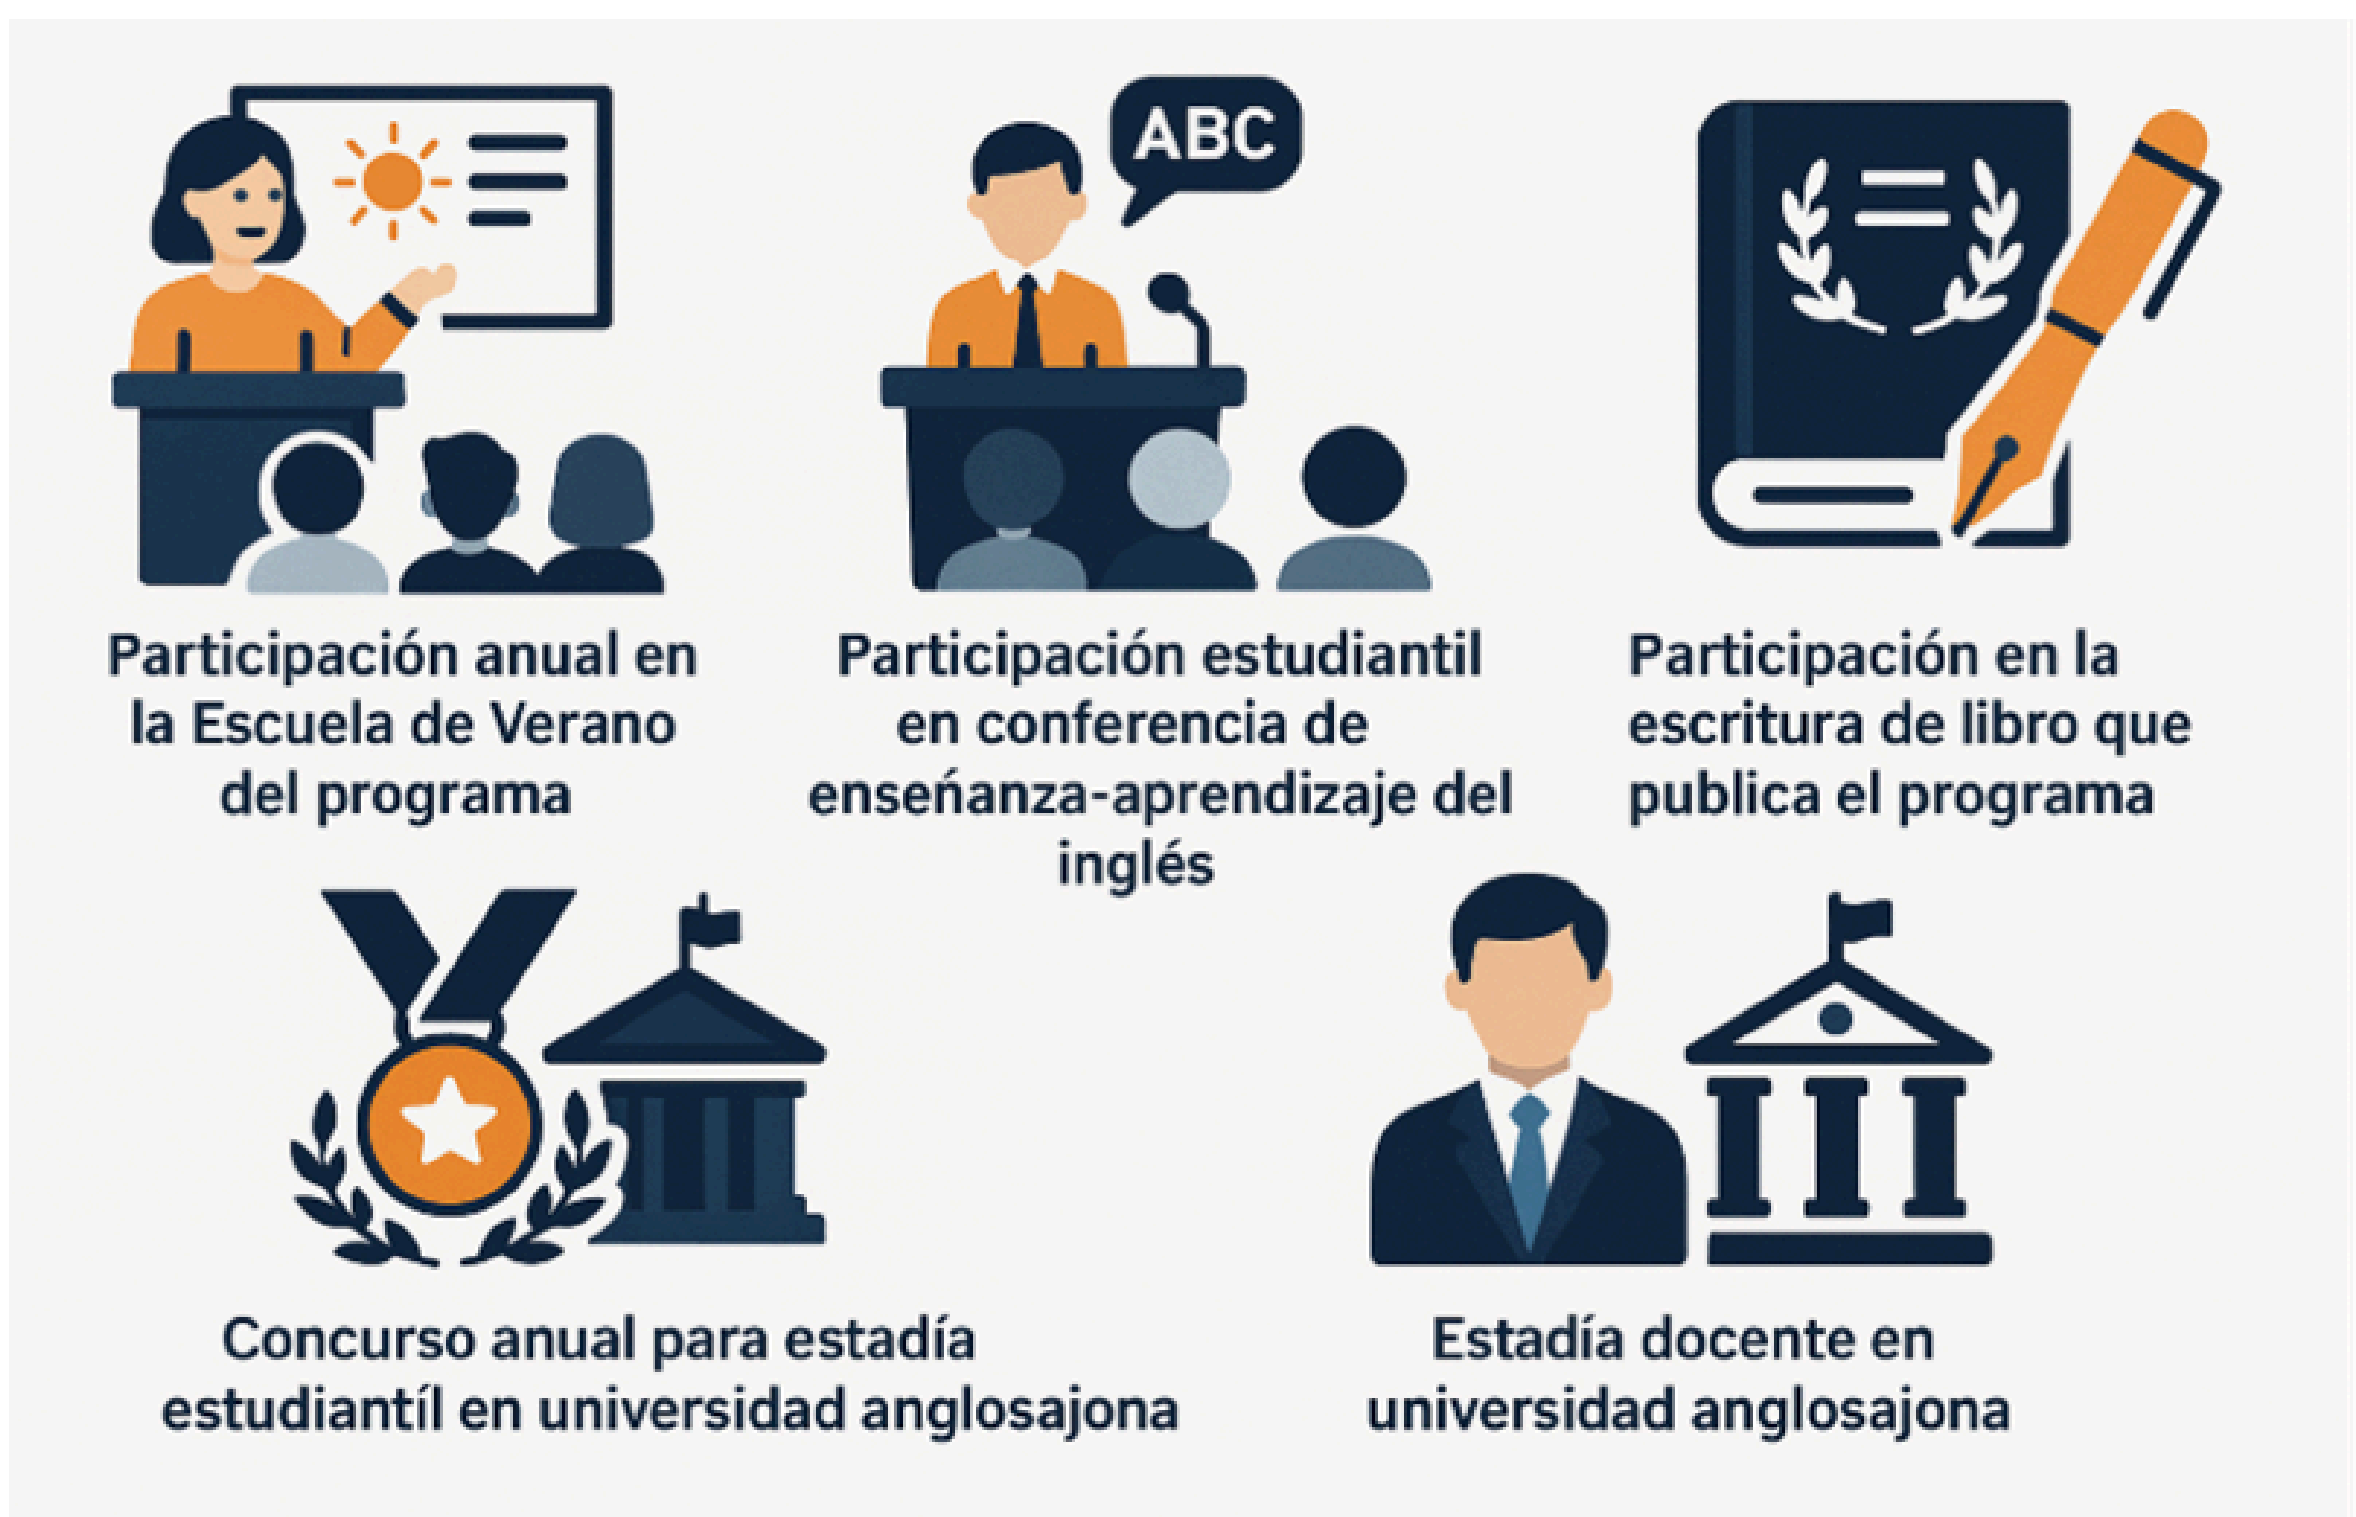 ABC
Participación anual en
la Escuela de Verano
del programa
Participación estudiantil
en conferencia de
enseńanza-aprendizaje del
inglés
Participación en la
escritura de libro que
publica el programa
Concurso anual para estadía
estudiantíl en universidad anglosajona
Estadía docente en
universidad anglosajona